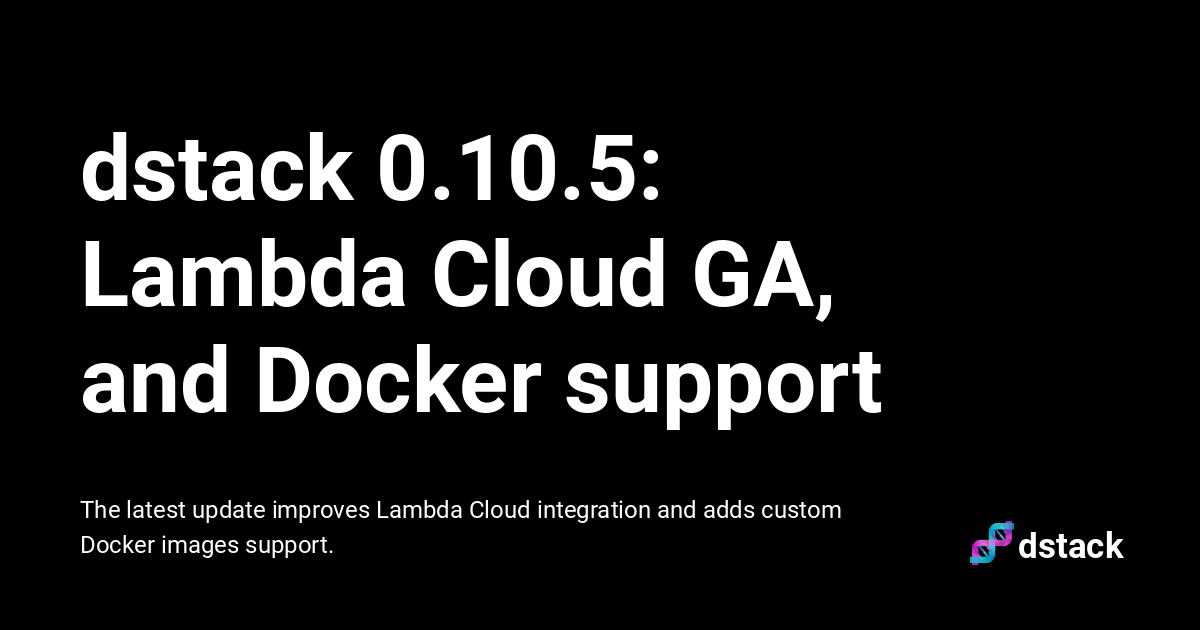 dstack 0.10.5:
Lambda Cloud GA,
and Docker support
The latest update improves Lambda Cloud integration and adds custom
Docker images support.
dstack